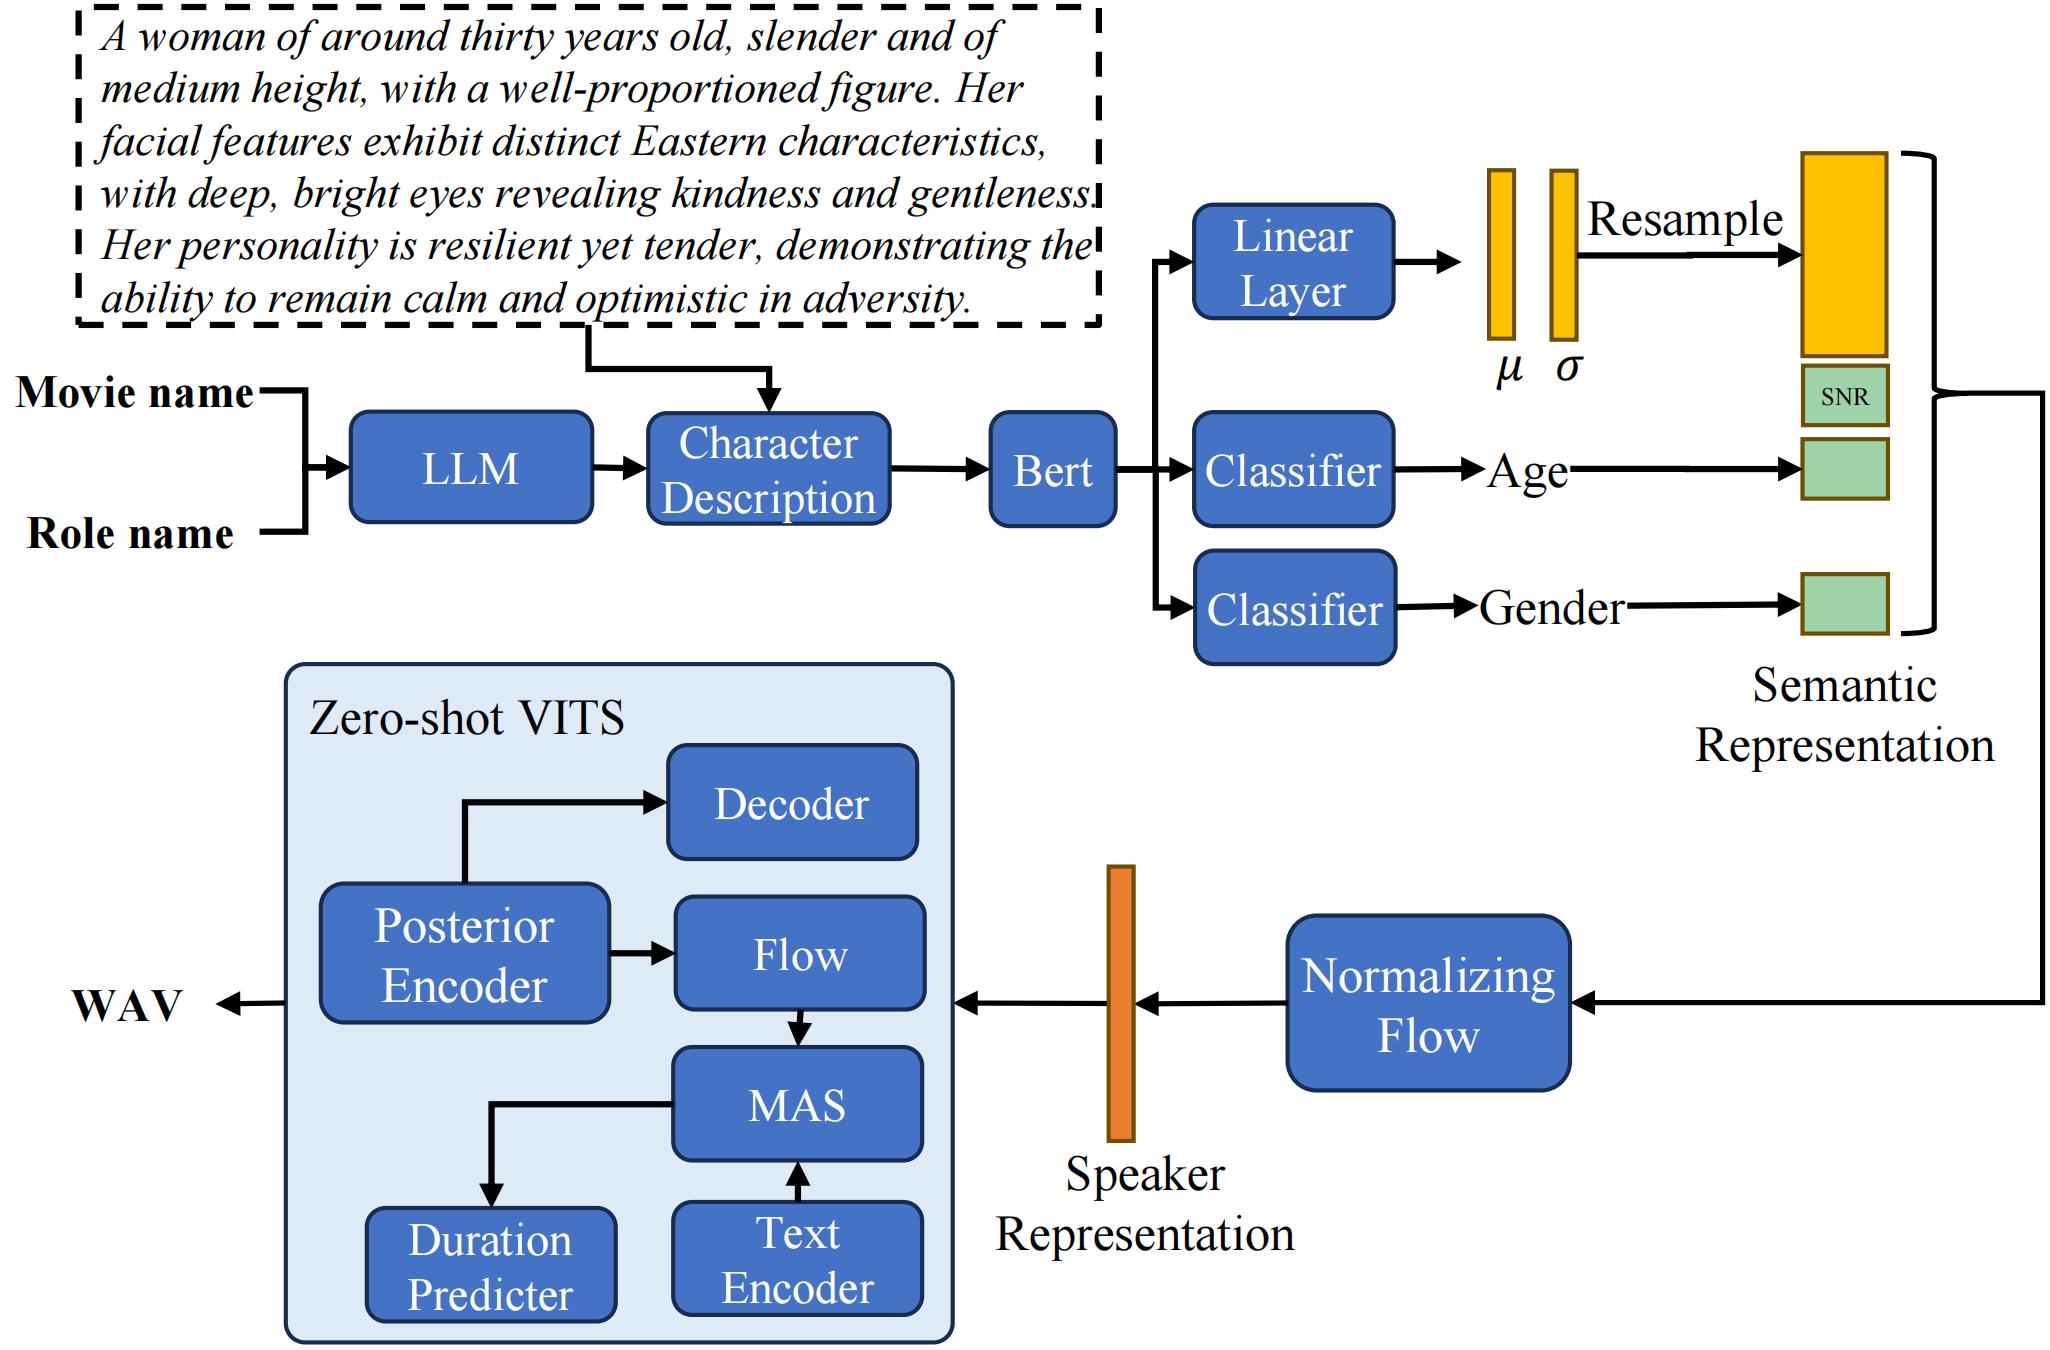 A woman of around thirty years old, slender and of
medium height, with a well-proportioned figure. Her
facial features exhibit distinct Eastern characteristics,
with deep, bright eyes revealing kindness and gentleness.
Her personality is resilient yet tender, demonstrating the
ability to remain calm and optimistic in adversity.
Movie name
Role name
LLM
Character
Description
Bert
Linear
Layer
μ σ
Resample
SNR
Classifier
Age
Classifier
Gender
Semantic
Representation
Zero-shot VITS
Decoder
Posterior
Encoder
Flow
MAS
Duration
Predicter
Text
Encoder
WAV
Speaker
Representation
Normalizing
Flow